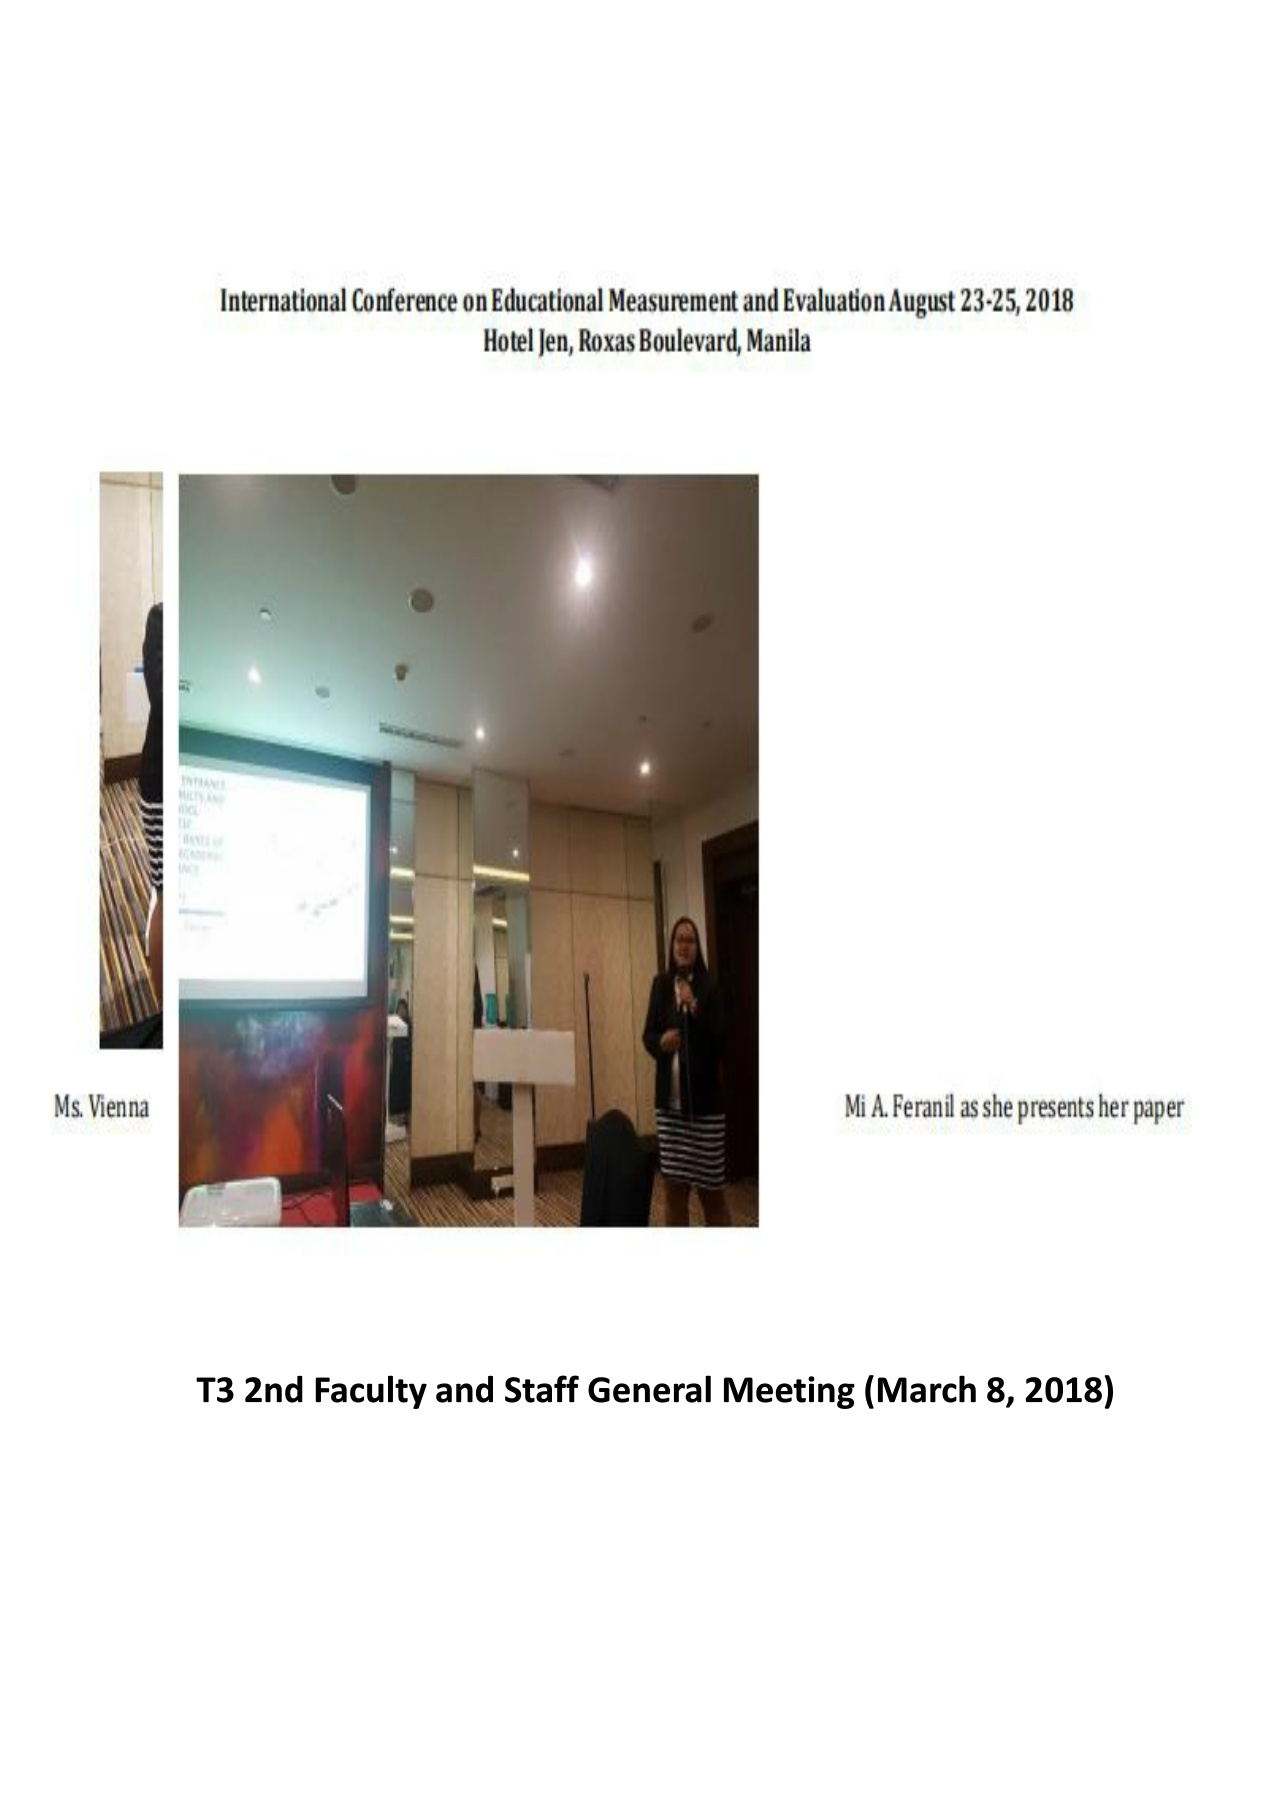 International Conference on Educational Measurement and Evaluation August 23-25, 2018
Hotel Jen, Roxas Boulevard, Manila
ENTRANCE
Ms. Vienna Mi A. Feranil as she presents her paper
T3 2nd Faculty and Staff General Meeting (March 8, 2018)